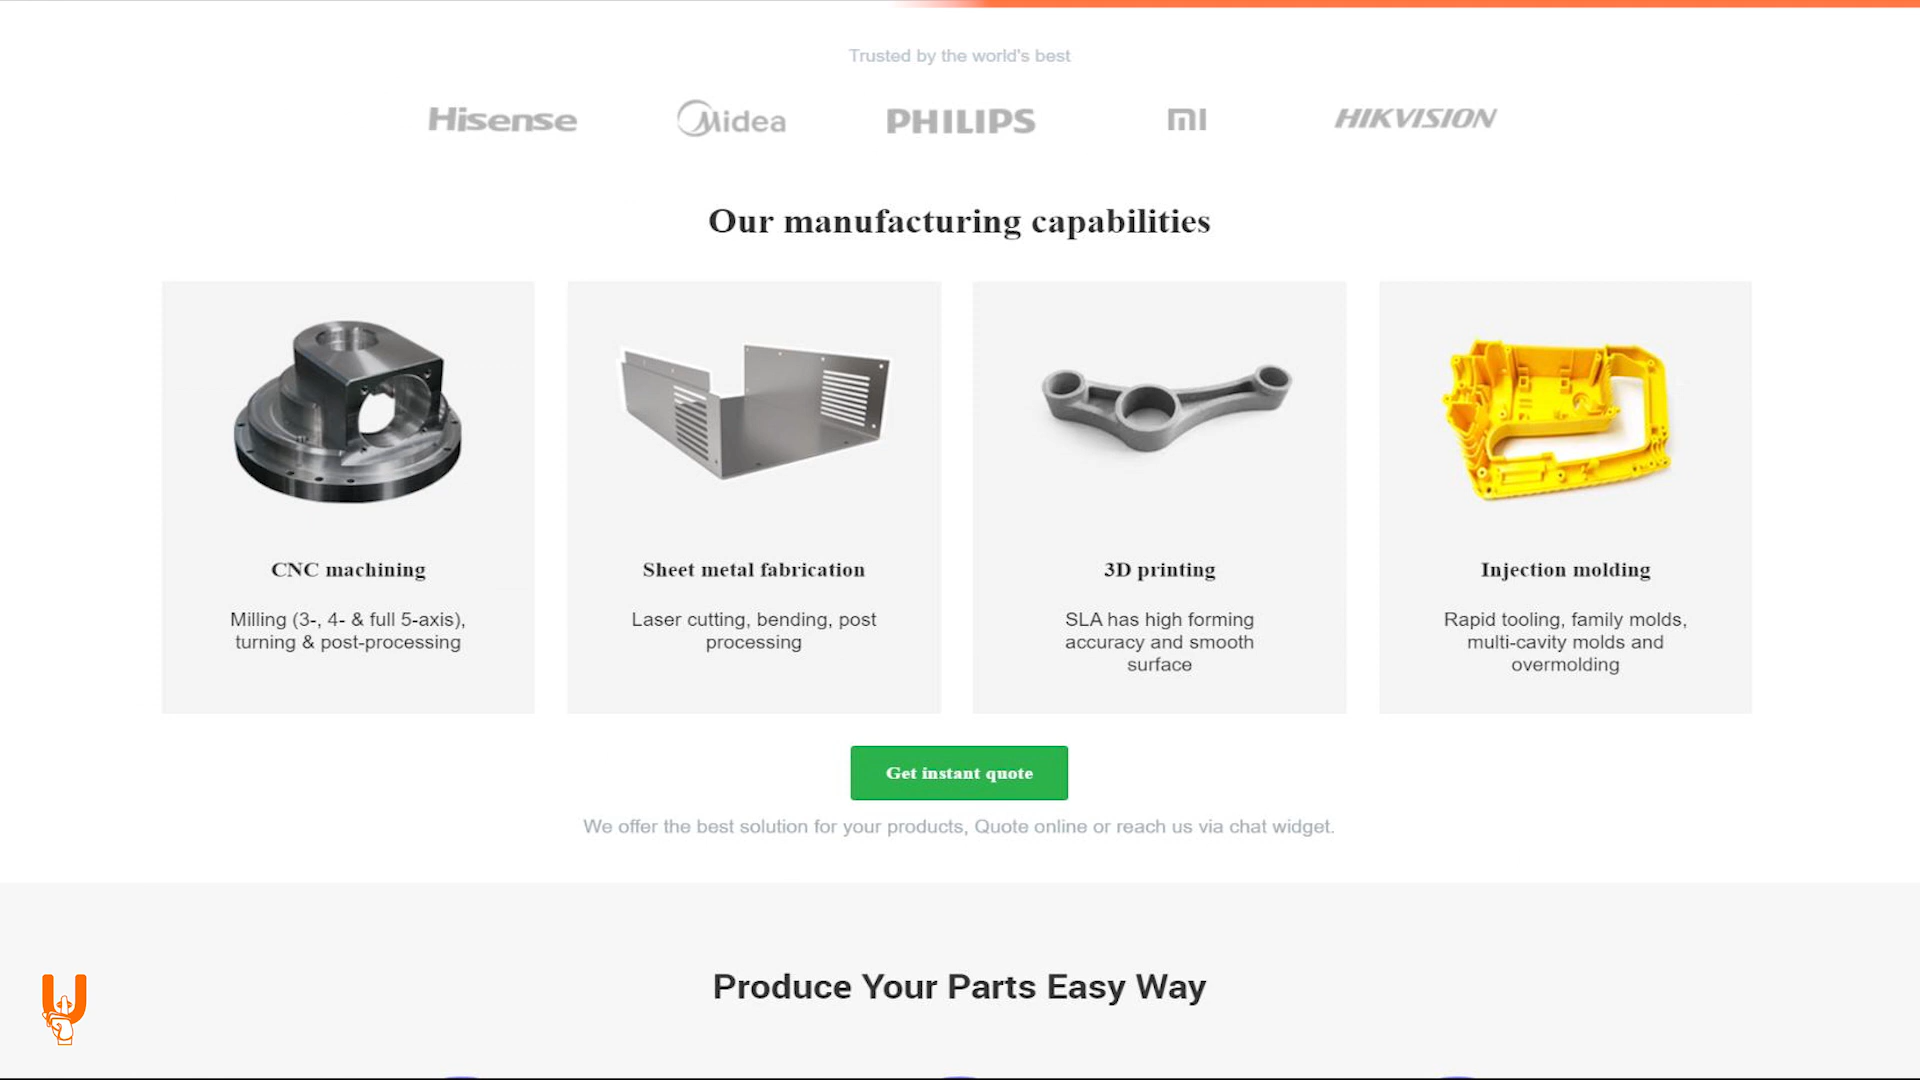 Trusted by the world's best
Hisense
Midea
PHILIPS
MI
HIKVISION
Our manufacturing capabilities
CNC machining
Milling (3-, 4- & full 5-axis),
turning & post-processing
Sheet metal fabrication
Laser cutting, bending, post
processing
3D printing
SLA has high forming
accuracy and smooth
surface
Injection molding
Rapid tooling, family molds,
multi-cavity molds and
overmolding
Get instant quote
We offer the best solution for your products, Quote online or reach us via chat widget.
Produce Your Parts Easy Way
U